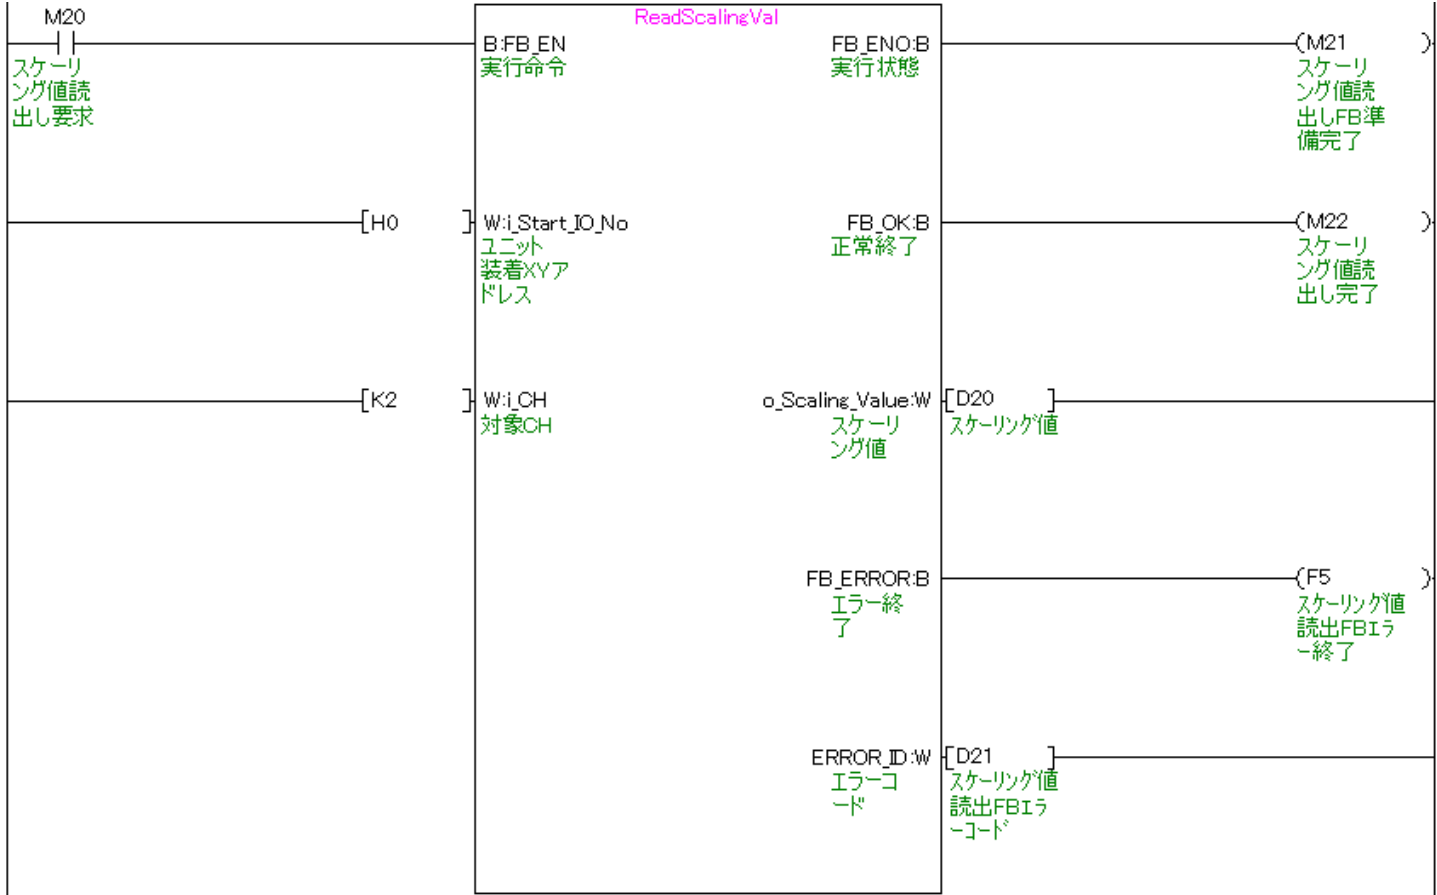 M20
スケーリ
ング値読
出し要求
ReadScalingVal
B:FB_EN
実行命令
FB_ENO:B
実行状態
(M21 )
スケーリ
ング値読
出しFB準
備完了
[H0 ]
W:i_Start_IO_No
ユニット
装着XYア
ドレス
FB_OK:B
正常終了
(M22 )
スケーリ
ング値読
出し完了
[K2 ]
W:i_CH
対象CH
o_Scaling_Value:W
スケーリ
ング値
[D20 ]
ｽｹｰﾘﾝｸﾞ値
FB_ERROR:B
エラー終
了
(F5 )
ｽｹｰﾘﾝｸﾞ値
読出FBｴﾗ
ｰ終了
ERROR_ID:W
エラーコ
ード
[D21 ]
ｽｹｰﾘﾝｸﾞ値
読出FBｴﾗ
ｰｺｰﾄﾞ